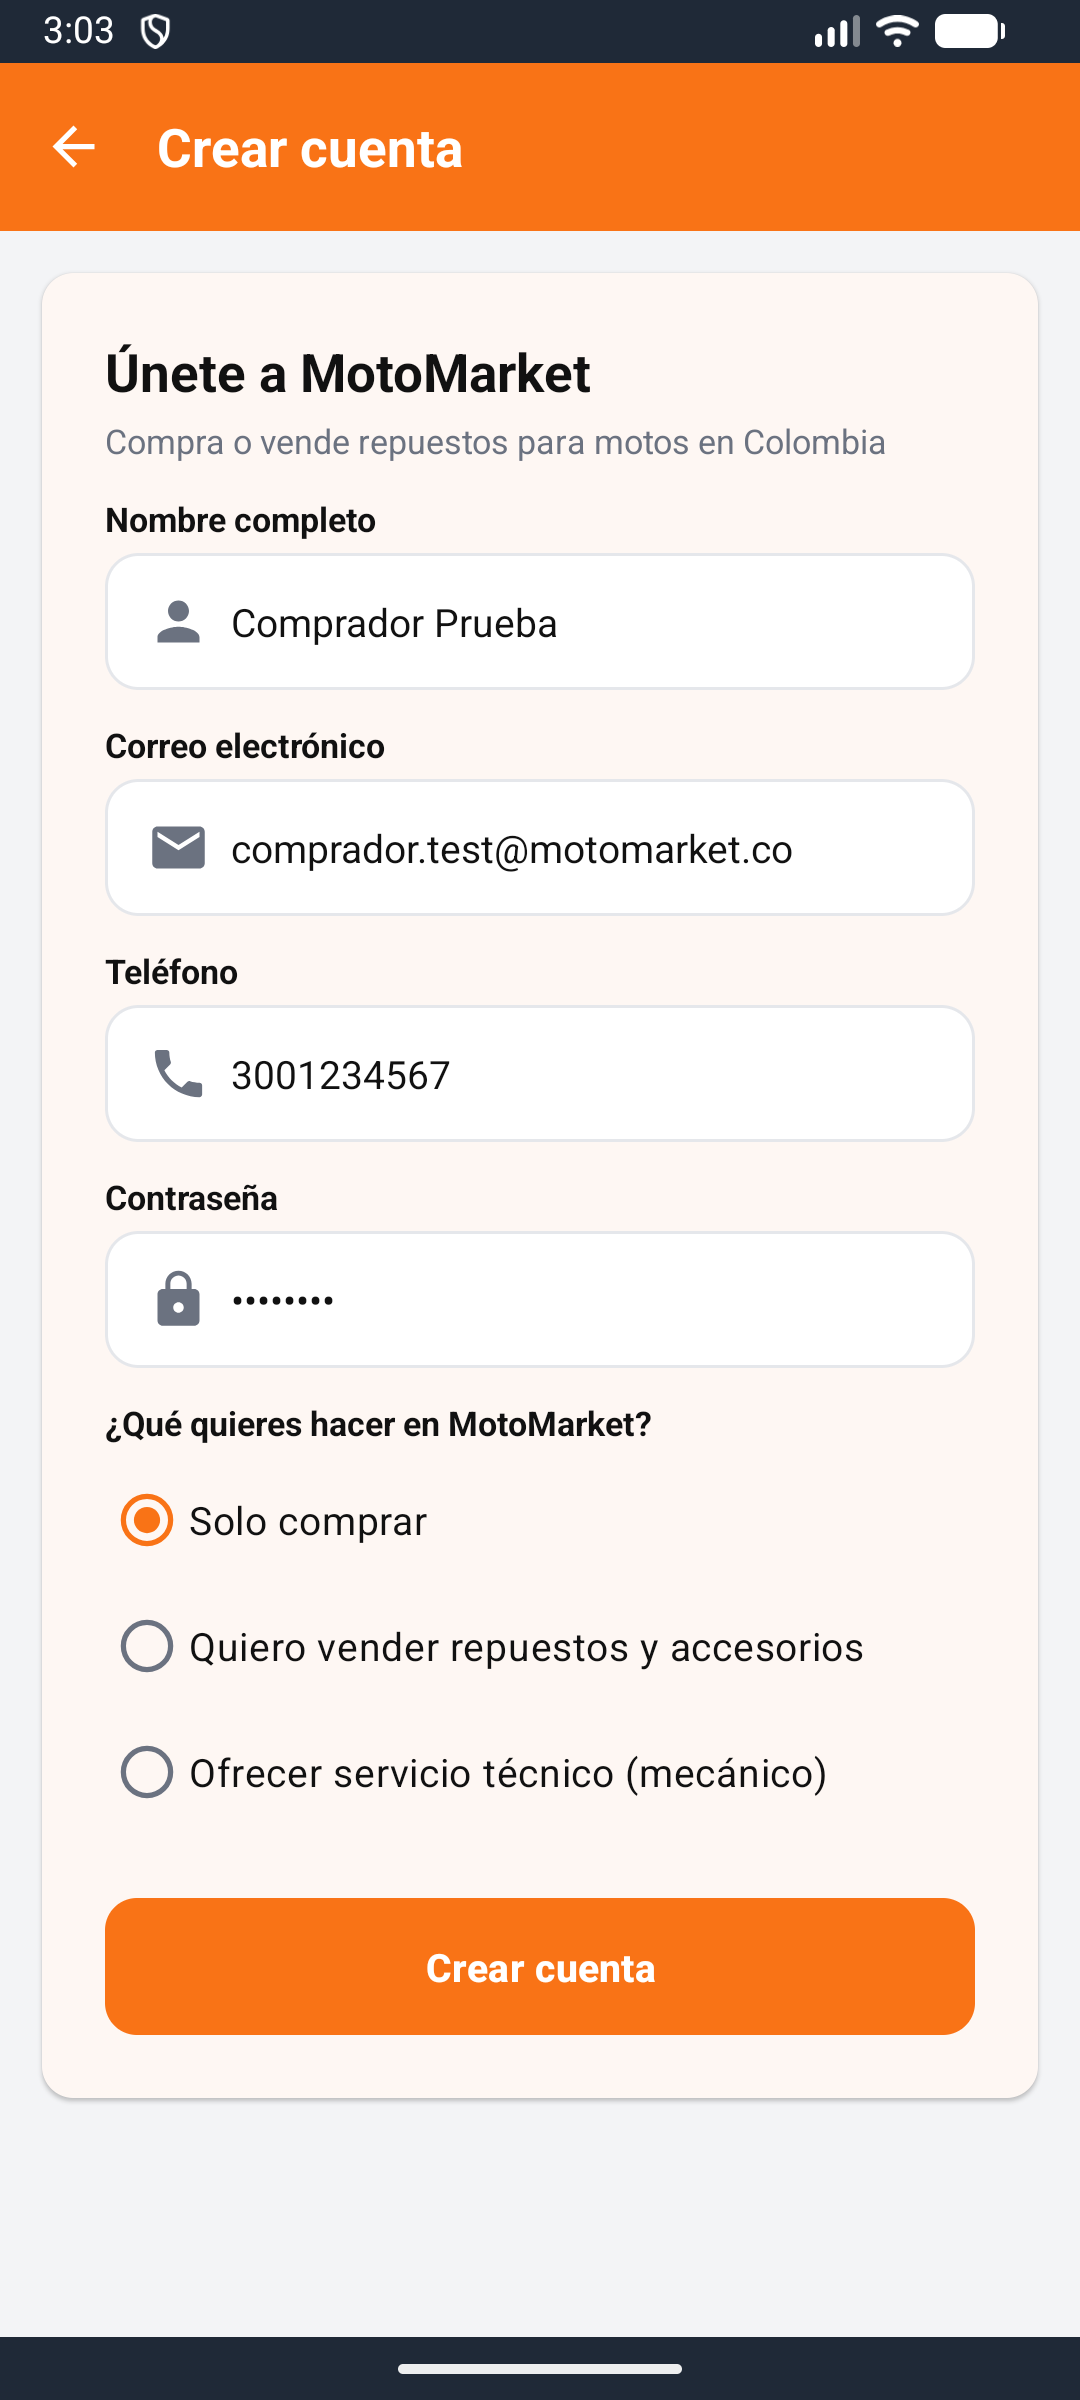 3:03
Crear cuenta
Únete a MotoMarket
Compra o vende repuestos para motos en Colombia
Nombre completo
Comprador Prueba
Correo electrónico
comprador.test@motomarket.co
Teléfono
3001234567
Contraseña
••••••••
¿Qué quieres hacer en MotoMarket?
Solo comprar
Quiero vender repuestos y accesorios
Ofrecer servicio técnico (mecánico)
Crear cuenta